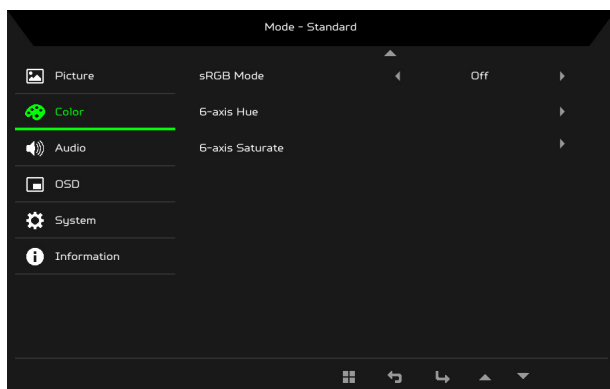 Mode - Standard
Picture
sRGB Mode
Off
Color
6-axis Hue
Audio
6-axis Saturate
OSD
System
Information